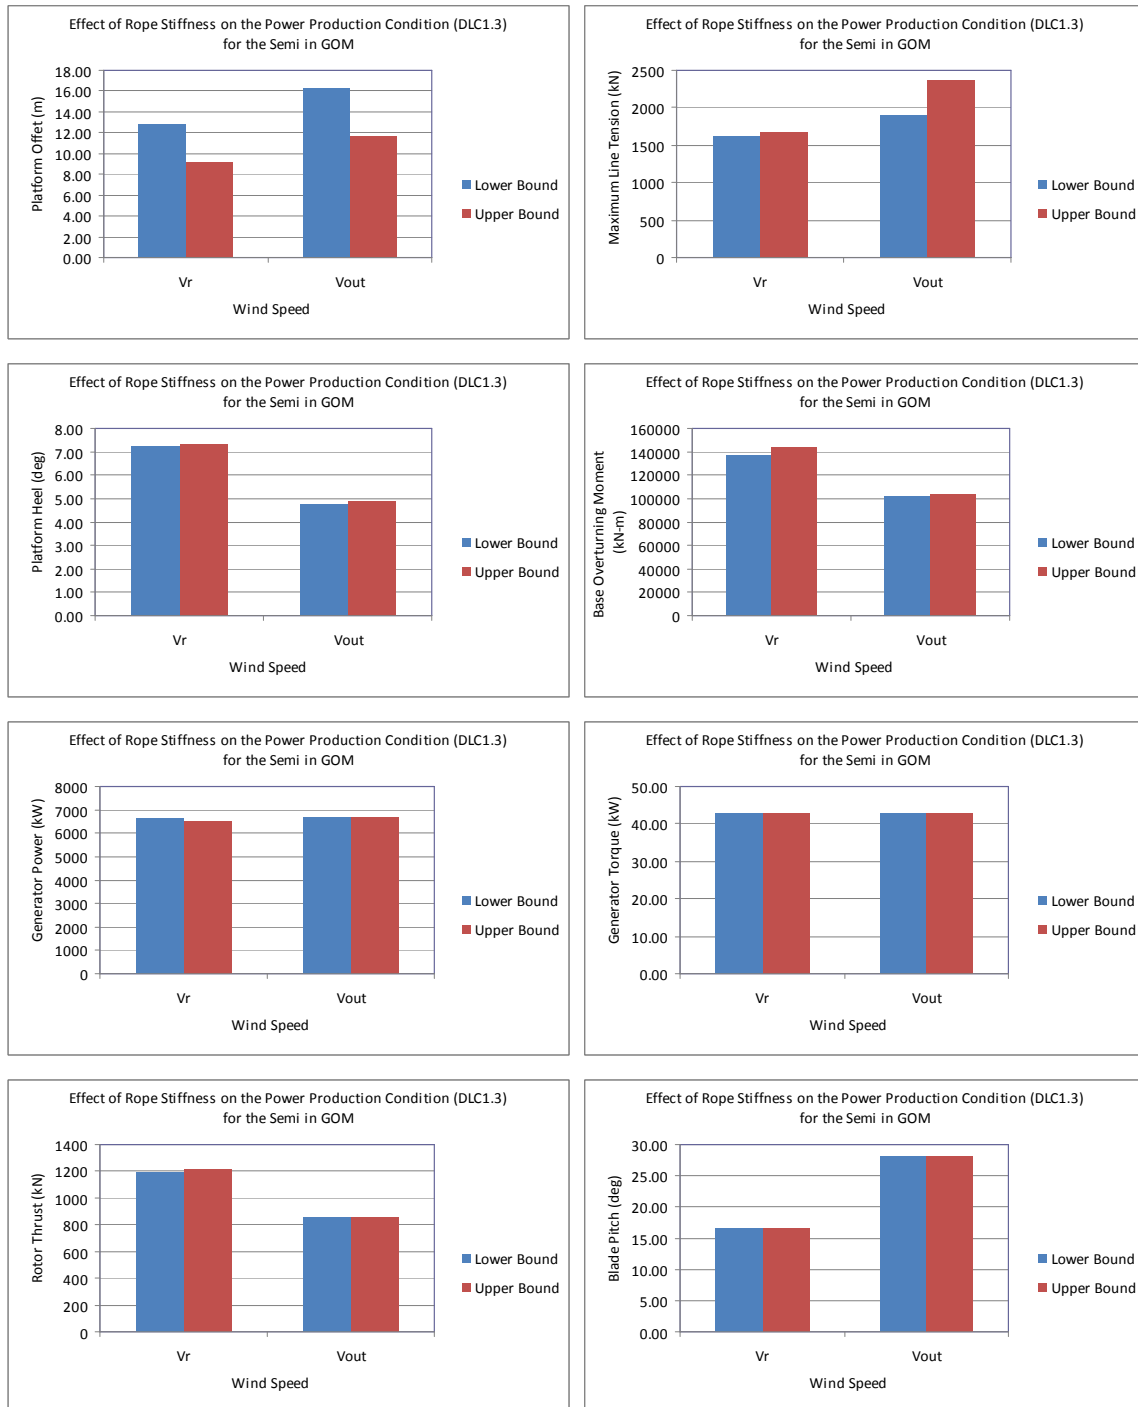 Effect of Rope Stiffness on the Power Production Condition (DLC1.3)
for the Semi in GOM
Platform Offet (m)
18.00
16.00
14.00
12.00
10.00
8.00
6.00
4.00
2.00
0.00
Vr
Vout
Wind Speed
Lower Bound
Upper Bound
Effect of Rope Stiffness on the Power Production Condition (DLC1.3)
for the Semi in GOM
Maximum Line Tension (kN)
2500
2000
1500
1000
500
0
Vr
Vout
Wind Speed
Lower Bound
Upper Bound
Effect of Rope Stiffness on the Power Production Condition (DLC1.3)
for the Semi in GOM
Platform Heel (deg)
8.00
7.00
6.00
5.00
4.00
3.00
2.00
1.00
0.00
Vr
Vout
Wind Speed
Lower Bound
Upper Bound
Effect of Rope Stiffness on the Power Production Condition (DLC1.3)
for the Semi in GOM
Base Overturning Moment
(kN-m)
160000
140000
120000
100000
80000
60000
40000
20000
0
Vr
Vout
Wind Speed
Lower Bound
Upper Bound
Effect of Rope Stiffness on the Power Production Condition (DLC1.3)
for the Semi in GOM
Generator Power (kW)
8000
7000
6000
5000
4000
3000
2000
1000
0
Vr
Vout
Wind Speed
Lower Bound
Upper Bound
Effect of Rope Stiffness on the Power Production Condition (DLC1.3)
for the Semi in GOM
Generator Torque (kW)
50.00
40.00
30.00
20.00
10.00
0.00
Vr
Vout
Wind Speed
Lower Bound
Upper Bound
Effect of Rope Stiffness on the Power Production Condition (DLC1.3)
for the Semi in GOM
Rotor Thrust (kN)
1400
1200
1000
800
600
400
200
0
Vr
Vout
Wind Speed
Lower Bound
Upper Bound
Effect of Rope Stiffness on the Power Production Condition (DLC1.3)
for the Semi in GOM
Blade Pitch (deg)
30.00
25.00
20.00
15.00
10.00
5.00
0.00
Vr
Vout
Wind Speed
Lower Bound
Upper Bound